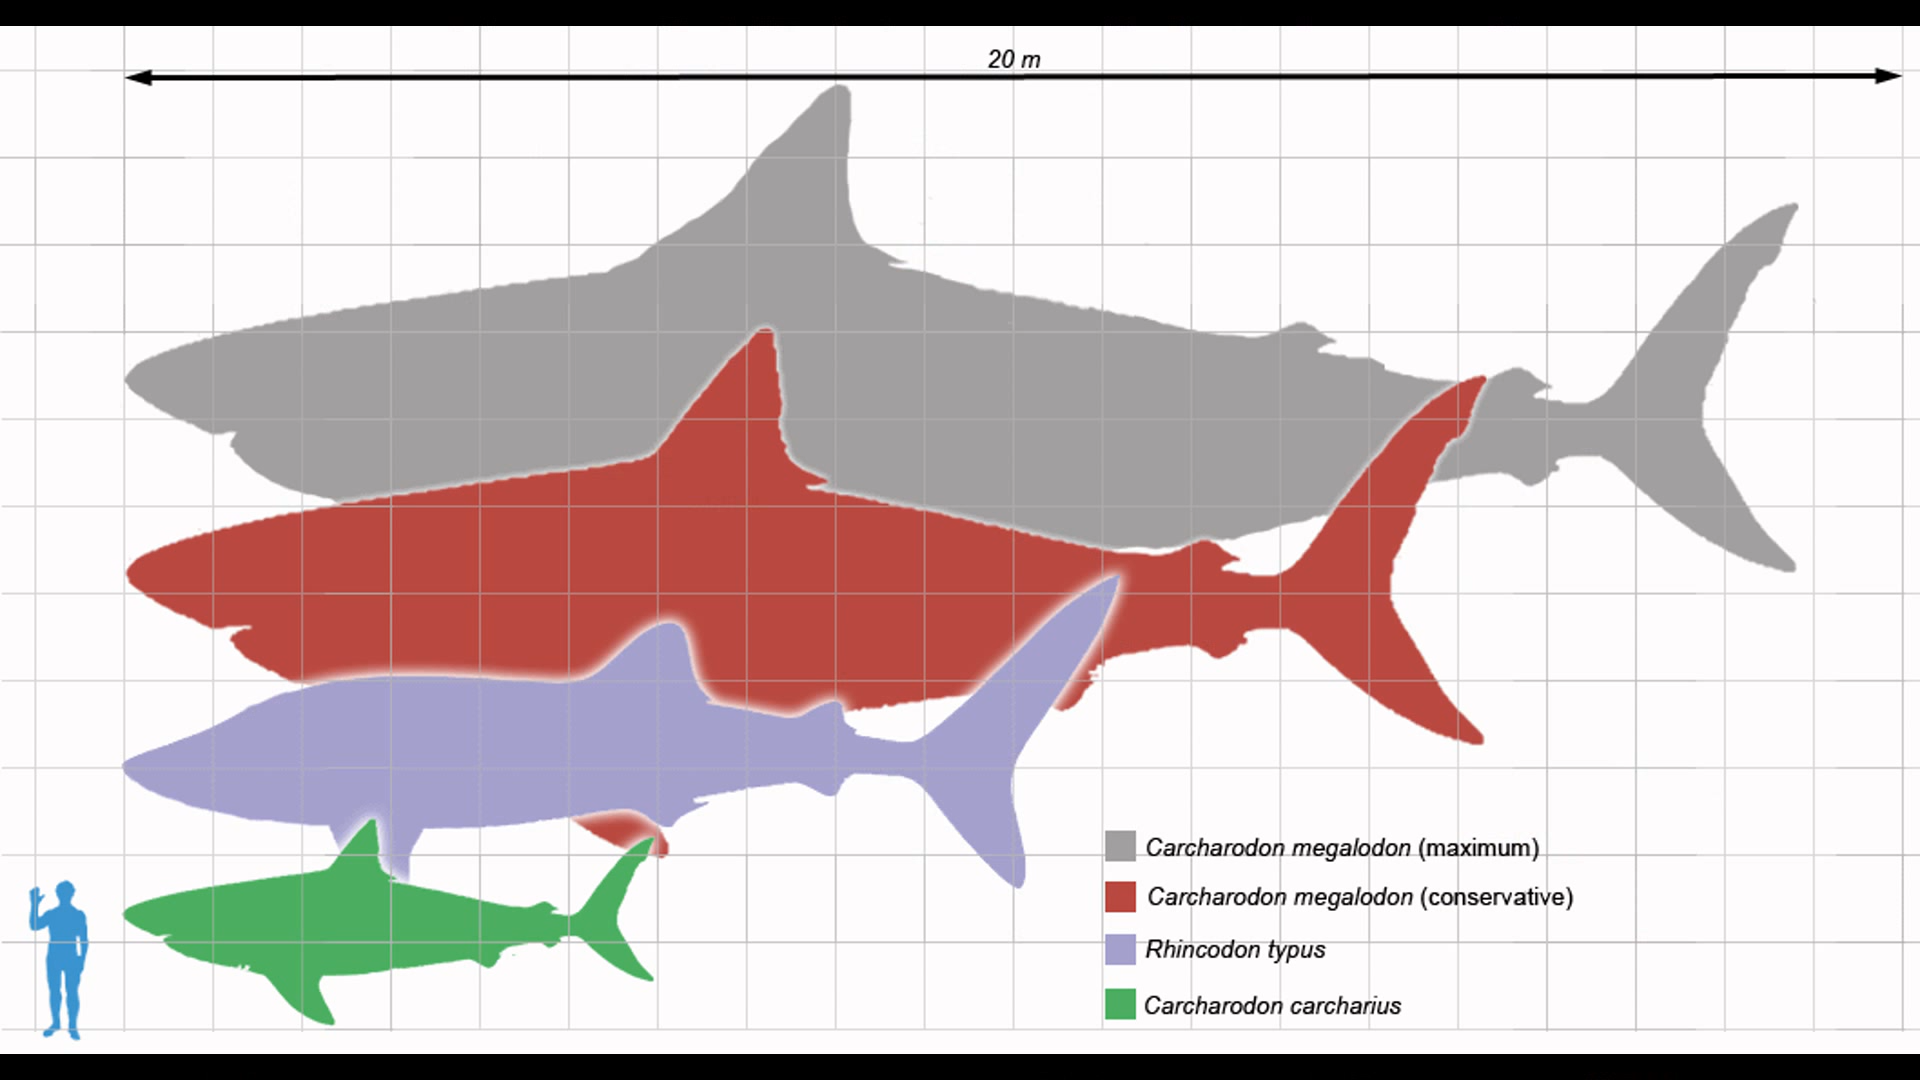 20 m
Carcharodon megalodon (maximum)
Carcharodon megalodon (conservative)
Rhincodon typus
Carcharodon carcharius